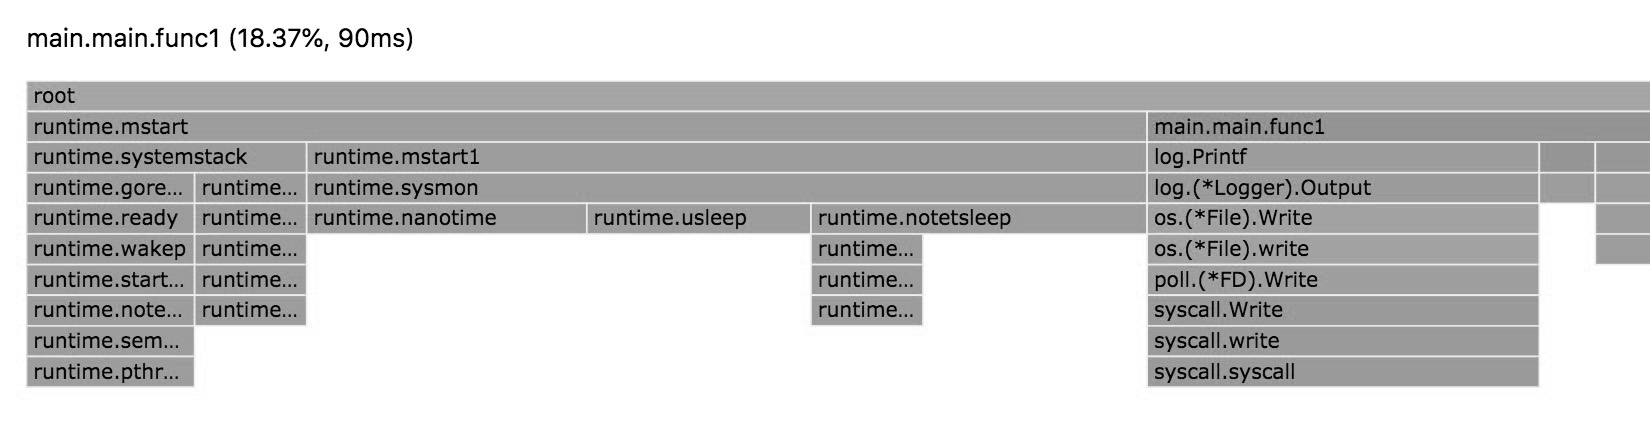 main.main.func1 (18.37%, 90ms)
root
runtime.mstart main.main.func1
runtime.systemstack runtime.mstart1 log.Printf
runtime.gore... runtime... runtime.sysmon log.(*Logger).Output
runtime.ready runtime... runtime.nanotime runtime.usleep runtime.notetsleep os.(*File).Write
runtime.wakep runtime... runtime... os.(*File).write
runtime.start... runtime... runtime... poll.(*FD).Write
runtime.note... runtime... runtime... syscall.Write
runtime.sem... syscall.write
runtime.pthr... syscall.syscall